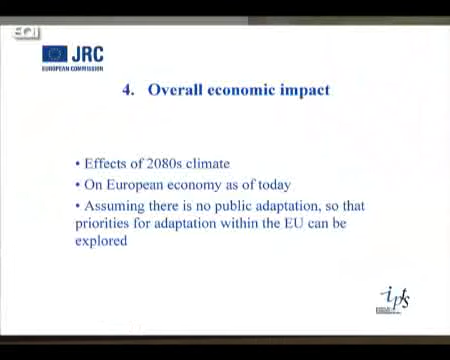 JRC
EUROPEAN COMMISSION
4. Overall economic impact
• Effects of 2080s climate
• On European economy as of today
• Assuming there is no public adaptation, so that
priorities for adaptation within the EU can be
explored
ipts